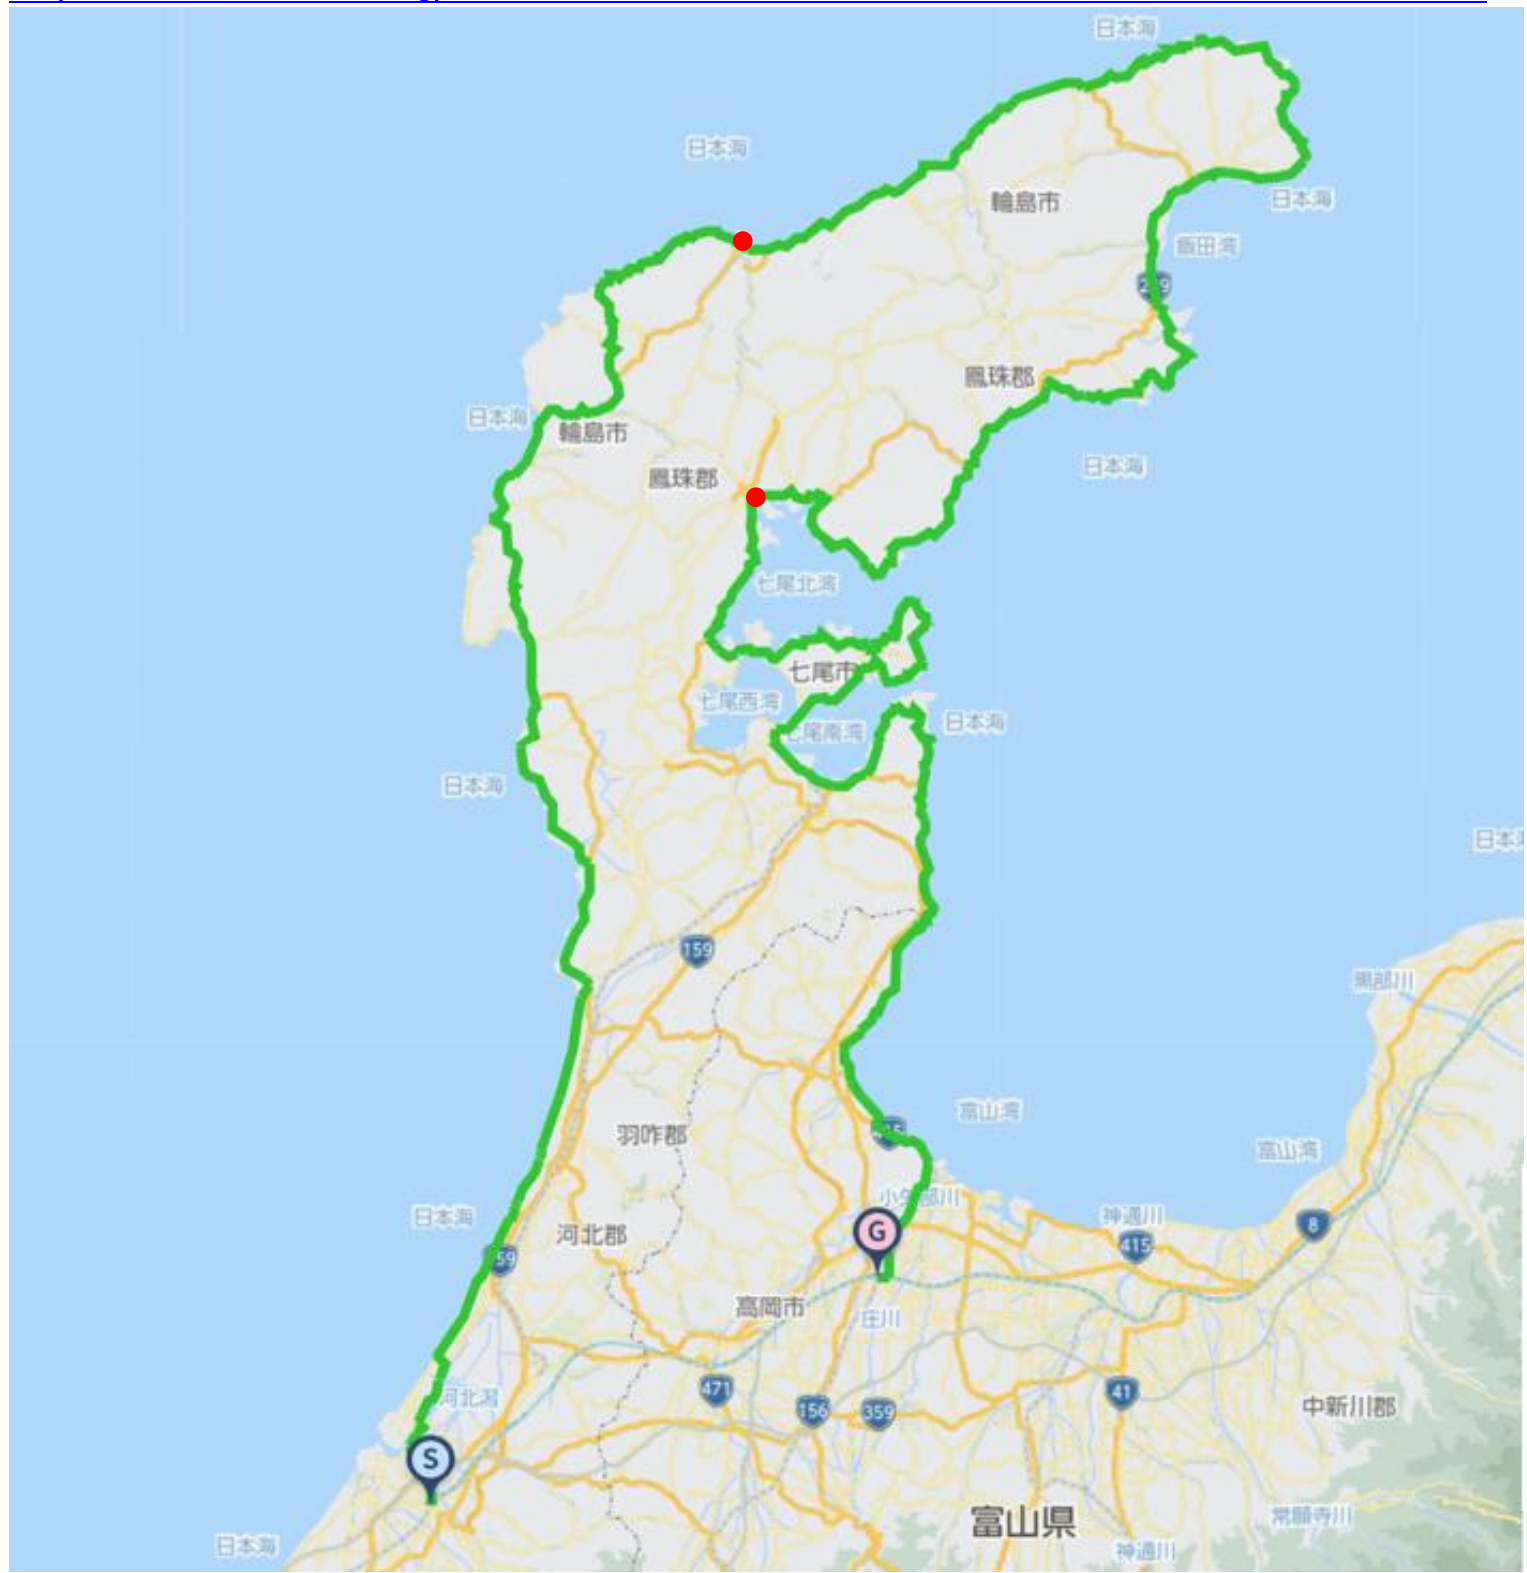 日本海
日本海
輪島市
日本海
飯田湾
249
鳳珠郡
日本海
輪島市
日本海
鳳珠郡
七尾北湾
七尾市
七尾西湾
日本海
七尾南湾
日本海
159
黒部川
富山湾
羽咋郡
富山湾
小矢部川
日本海
神通川
G
8
河北郡
415
高岡市
庄川
471
河北潟
41
156
359
中新川郡
S
富山県
常願寺川
日本海
神通川